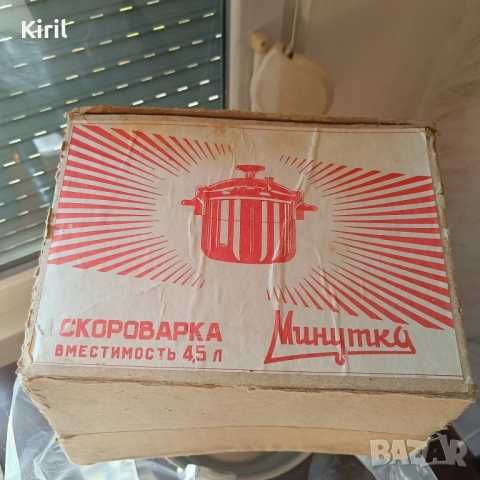 Kiril
СКОРОВАРКА
ВМЕСТИМОСТЬ 4,5 Л
Минутка
BAZAR